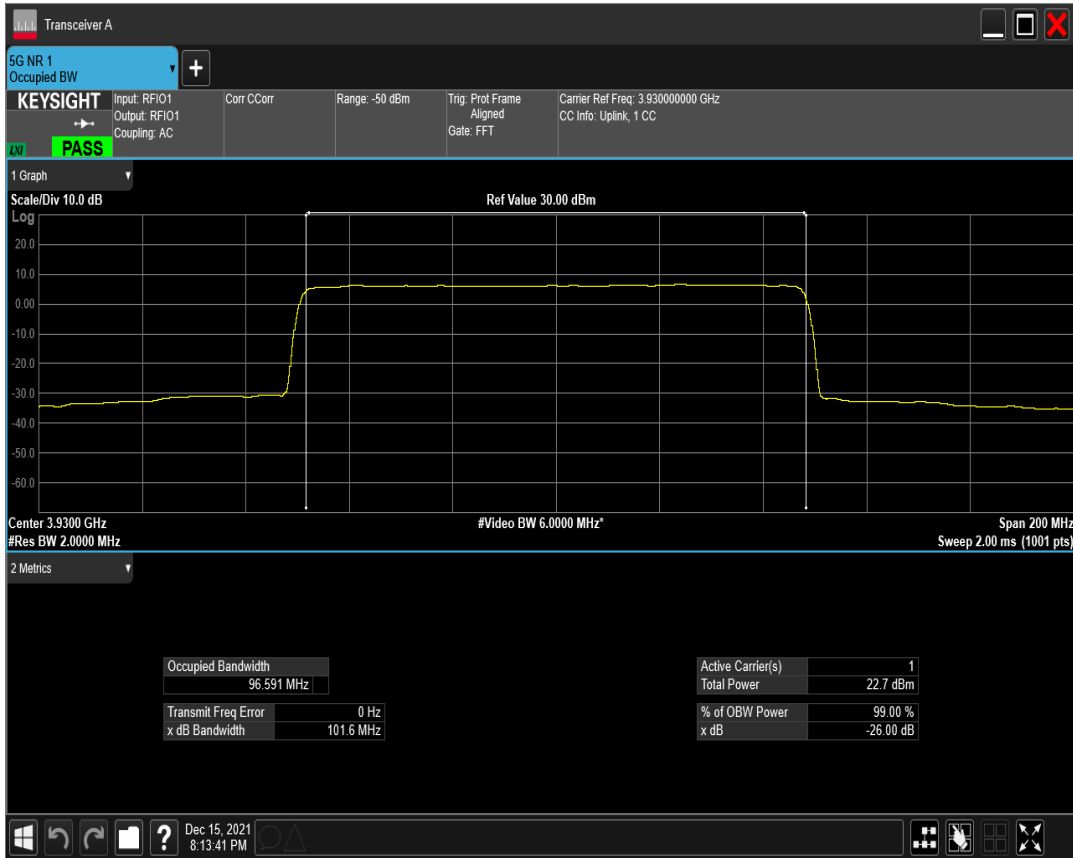 Transceiver A
5G NR 1
Occupied BW
KEYSIGHT
LXI
PASS
Input: RFIO1
Output: RFIO1
Coupling: AC
Corr CCorr
Range: -50 dBm
Trig: Prot Frame
Aligned
Gate: FFT
Carrier Ref Freq: 3.930000000 GHz
CC Info: Uplink, 1 CC
1 Graph
Scale/Div 10.0 dB
Ref Value 30.00 dBm
Log
20.0
10.0
0.00
-10.0
-20.0
-30.0
-40.0
-50.0
-60.0
Center 3.9300 GHz
#Video BW 6.0000 MHz*
Span 200 MHz
#Res BW 2.0000 MHz
Sweep 2.00 ms (1001 pts)
2 Metrics
Occupied Bandwidth
96.591 MHz
Transmit Freq Error 0 Hz
x dB Bandwidth 101.6 MHz
Active Carrier(s) 1
Total Power 22.7 dBm
% of OBW Power 99.00 %
x dB -26.00 dB
?
Dec 15, 2021
8:13:41 PM